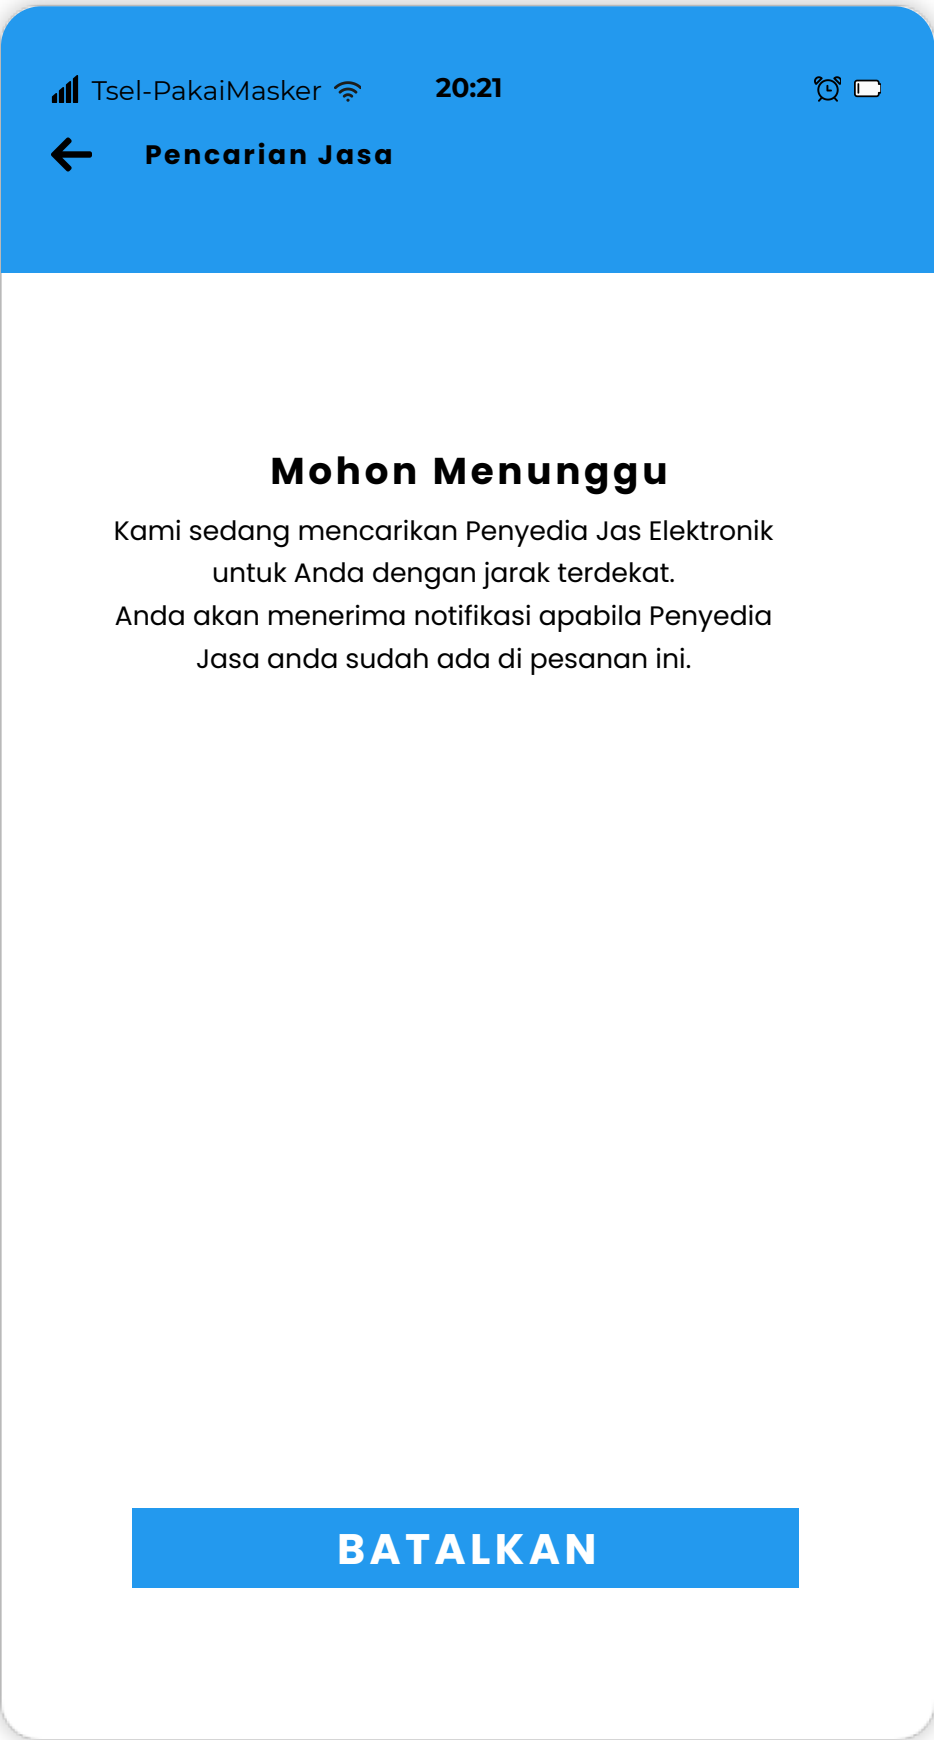 Tsel-PakaiMasker 20:21
Pencarian Jasa
Mohon Menunggu
Kami sedang mencarikan Penyedia Jas Elektronik
untuk Anda dengan jarak terdekat.
Anda akan menerima notifikasi apabila Penyedia
Jasa anda sudah ada di pesanan ini.
BATALKAN